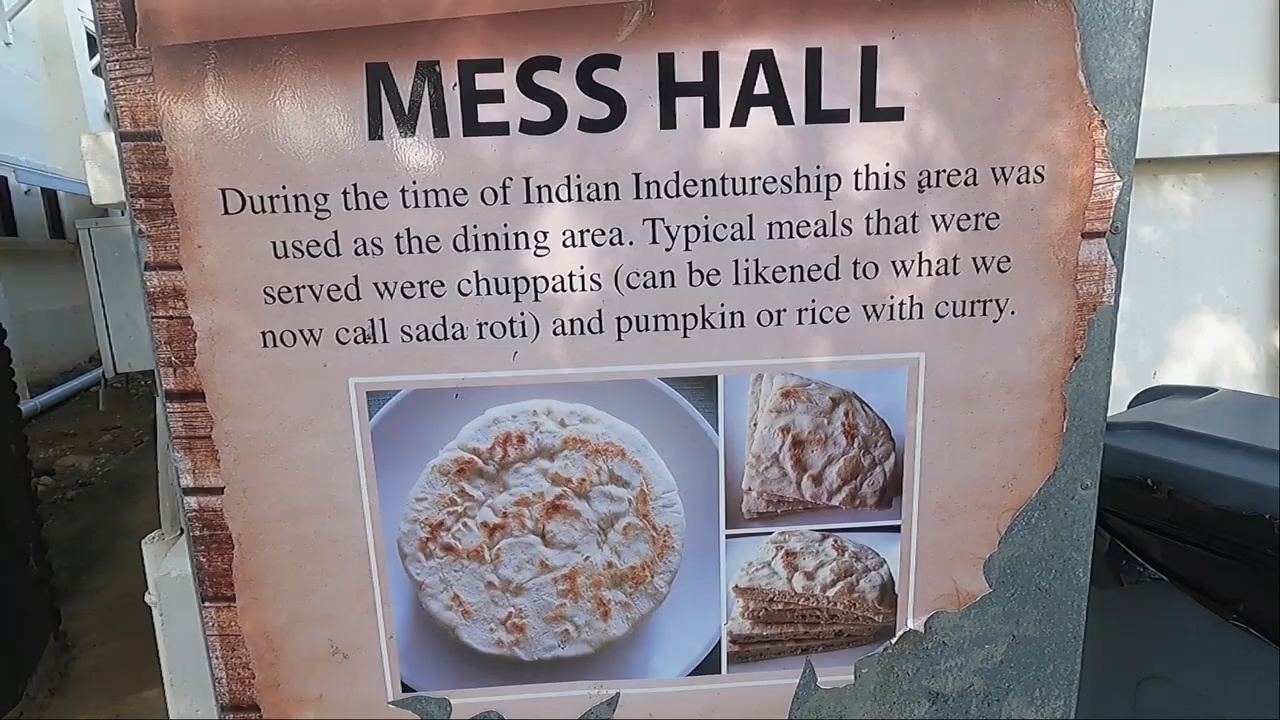 MESS HALL
During the time of Indian Indentureship this area was
used as the dining area. Typical meals that were
served were chuppatis (can be likened to what we
now call sada roti) and pumpkin or rice with curry.